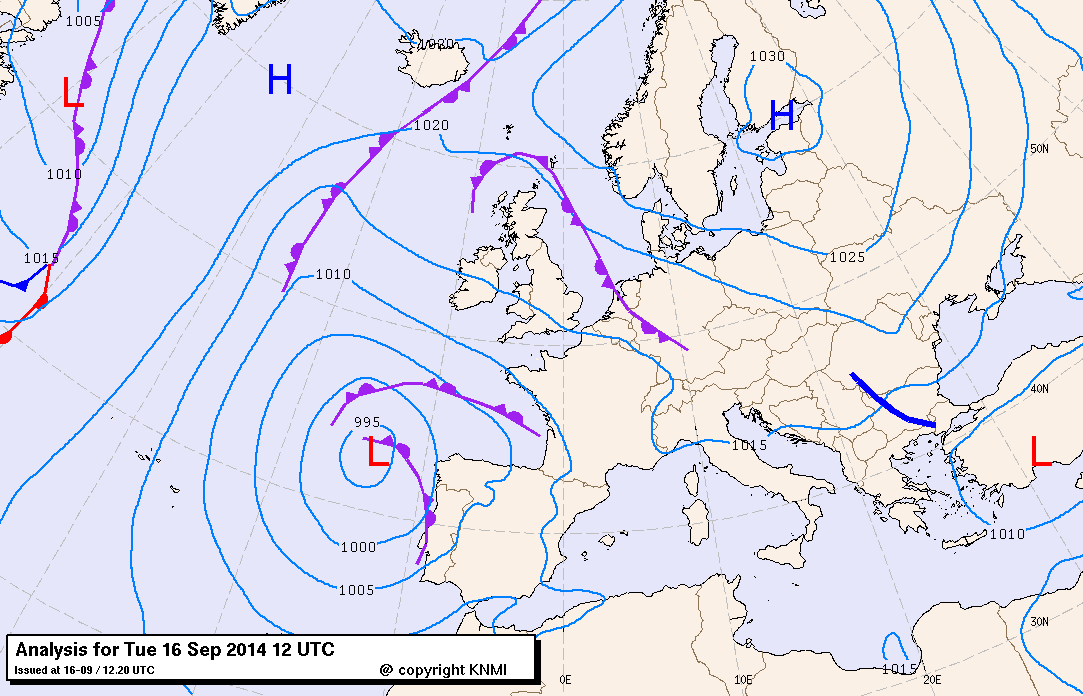 1005
1020
H
1030
L
H
1020
50N
1010
1015
1025
1010
40N
995
L
1015
L
1010
1000
1005
30N
Analysis for Tue 16 Sep 2014 12 UTC
Issued at 16-09 / 12.20 UTC @ copyright KNMI
1015
0E
10E
20E